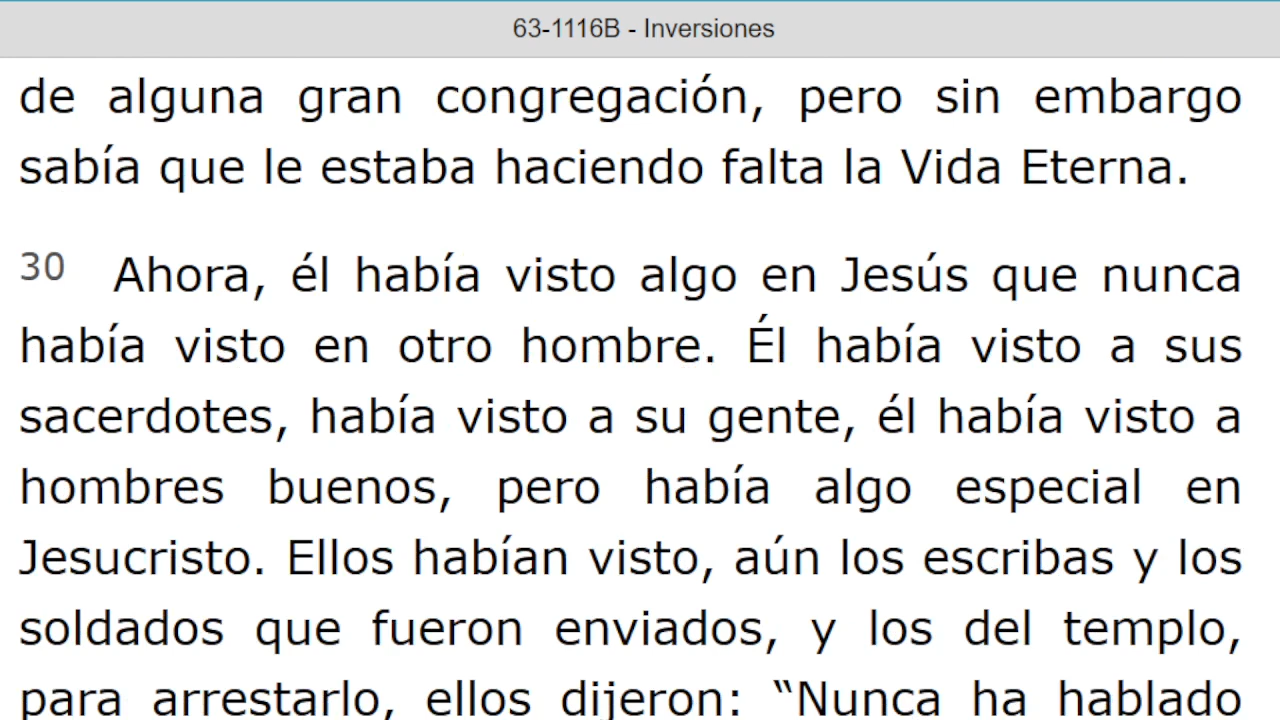 63-1116B - Inversiones
de alguna gran congregación, pero sin embargo
sabía que le estaba haciendo falta la Vida Eterna.
30 Ahora, él había visto algo en Jesús que nunca
había visto en otro hombre. Él había visto a sus
sacerdotes, había visto a su gente, él había visto a
hombres buenos, pero había algo especial en
Jesucristo. Ellos habían visto, aún los escribas y los
soldados que fueron enviados, y los del templo,
para arrestarlo, ellos dijeron: “Nunca ha hablado